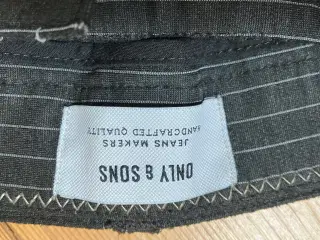 ONLY & SONS
JEANS MAKERS
HANDCRAFTED QUALITY